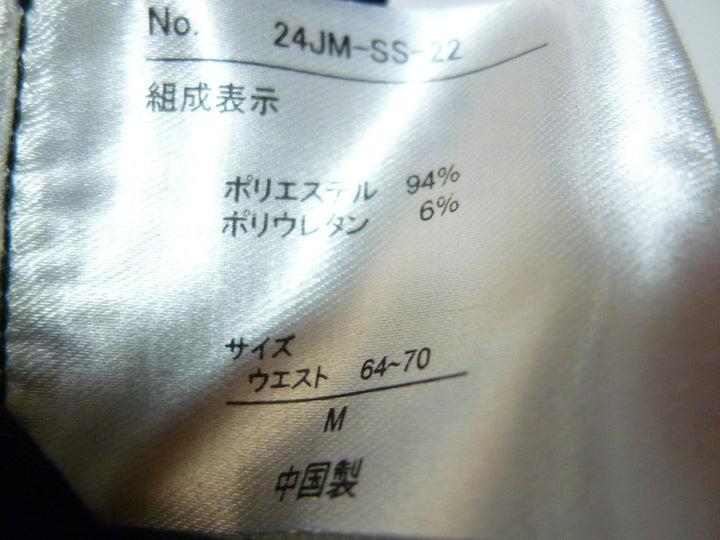 No. 24JM-SS-22
組成表示
ポリエステル 94%
ポリウレタン 6%
サイズ
ウエスト 64~70
M
中国製